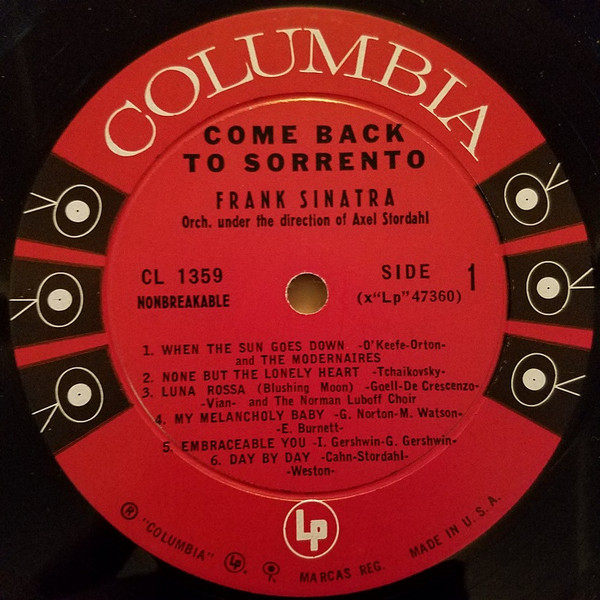 COLUMBIA
COME BACK
TO SORRENTO
FRANK SINATRA
Orch. under the direction of Axel Stordahl
CL 1359
NONBREAKABLE
SIDE 1
(x"Lp" 47360)
1. WHEN THE SUN GOES DOWN -O'Keefe-Orton-
and THE MODERNAIRES
2. NONE BUT THE LONELY HEART -Tchaikovsky-
3. LUNA ROSSA (Blushing Moon) -Goell-De Crescenzo-
-Vian- and The Norman Luboff Choir
4. MY MELANCHOLY BABY -G. Norton-M. Watson-
-E. Burnett-
5. EMBRACEABLE YOU -I. Gershwin-G. Gershwin-
6. DAY BY DAY -Cahn-Stordahl-
-Weston-
Lp
® "COLUMBIA" Lp. MARCAS REG. MADE IN U.S.A.